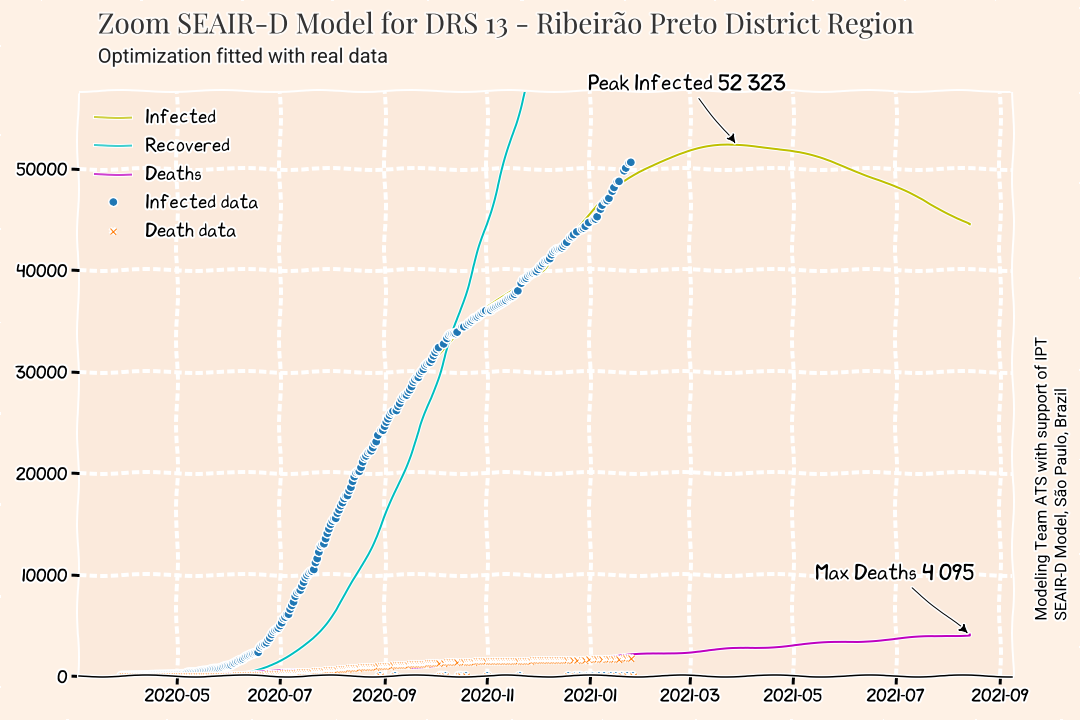 Zoom SEAIR-D Model for DRS 13 - Ribeirão Preto District Region
Optimization fitted with real data
Peak Infected 52 323
Infected
Recovered
Deaths
Infected data
Death data
50000
40000
30000
20000
10000
0
Max Deaths 4 095
2020-05 2020-07 2020-09 2020-11 2021-01 2021-03 2021-05 2021-07 2021-09
Modeling Team ATS with support of IPT
SEAIR-D Model, São Paulo, Brazil